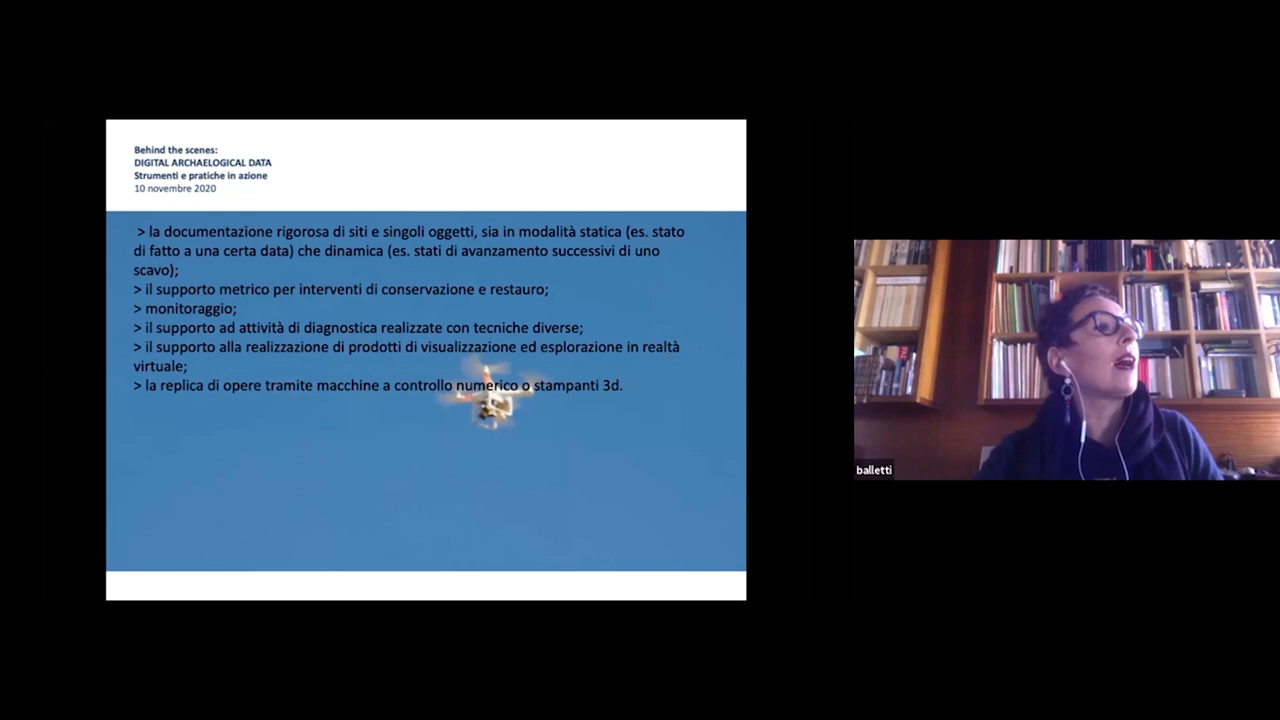 Behind the scenes:
DIGITAL ARCHAELOGICAL DATA
Strumenti e pratiche in azione
10 novembre 2020
> la documentazione rigorosa di siti e singoli oggetti, sia in modalità statica (es. stato
di fatto a una certa data) che dinamica (es. stati di avanzamento successivi di uno
scavo);
> il supporto metrico per interventi di conservazione e restauro;
> monitoraggio;
> il supporto ad attività di diagnostica realizzate con tecniche diverse;
> il supporto alla realizzazione di prodotti di visualizzazione ed esplorazione in realtà
virtuale;
> la replica di opere tramite macchine a controllo numerico o stampanti 3d.
balletti